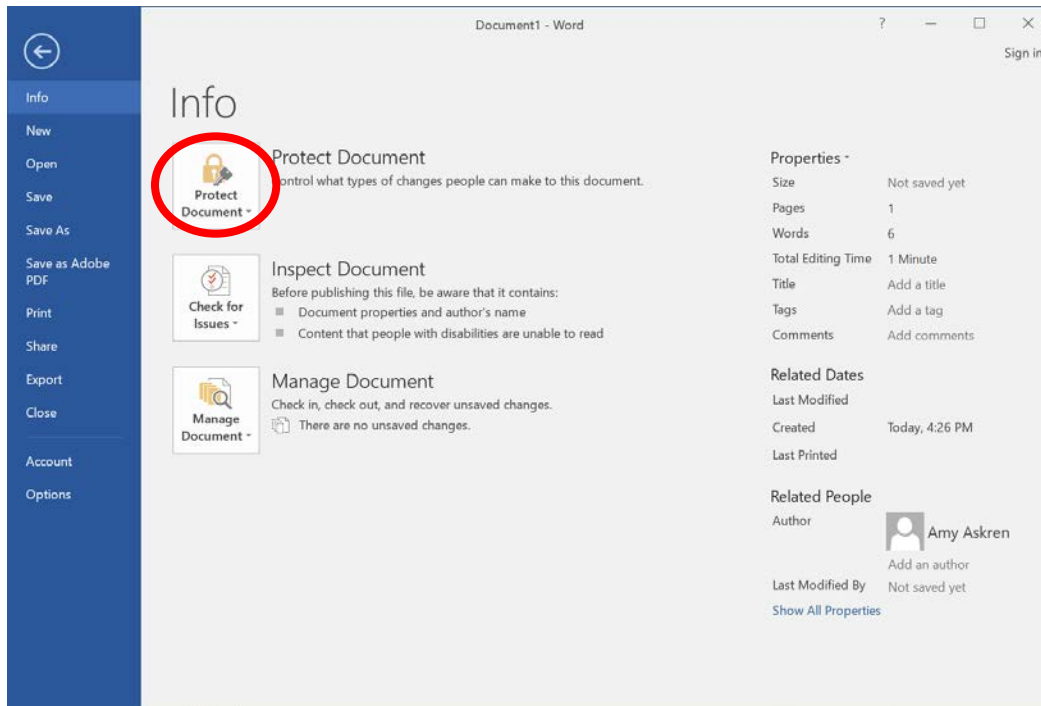 Document1 - Word
?
Sign in
Info
New
Open
Save
Save As
Save as Adobe
PDF
Print
Share
Export
Close
Account
Options
Info
Protect
Document
Protect Document
Control what types of changes people can make to this document.
Check for
Issues
Inspect Document
Before publishing this file, be aware that it contains:
Document properties and author's name
Content that people with disabilities are unable to read
Manage
Document
Manage Document
Check in, check out, and recover unsaved changes.
There are no unsaved changes.
Properties
Size Not saved yet
Pages 1
Words 6
Total Editing Time 1 Minute
Title Add a title
Tags Add a tag
Comments Add comments
Related Dates
Last Modified
Created Today, 4:26 PM
Last Printed
Related People
Author Amy Askren
Add an author
Last Modified By Not saved yet
Show All Properties